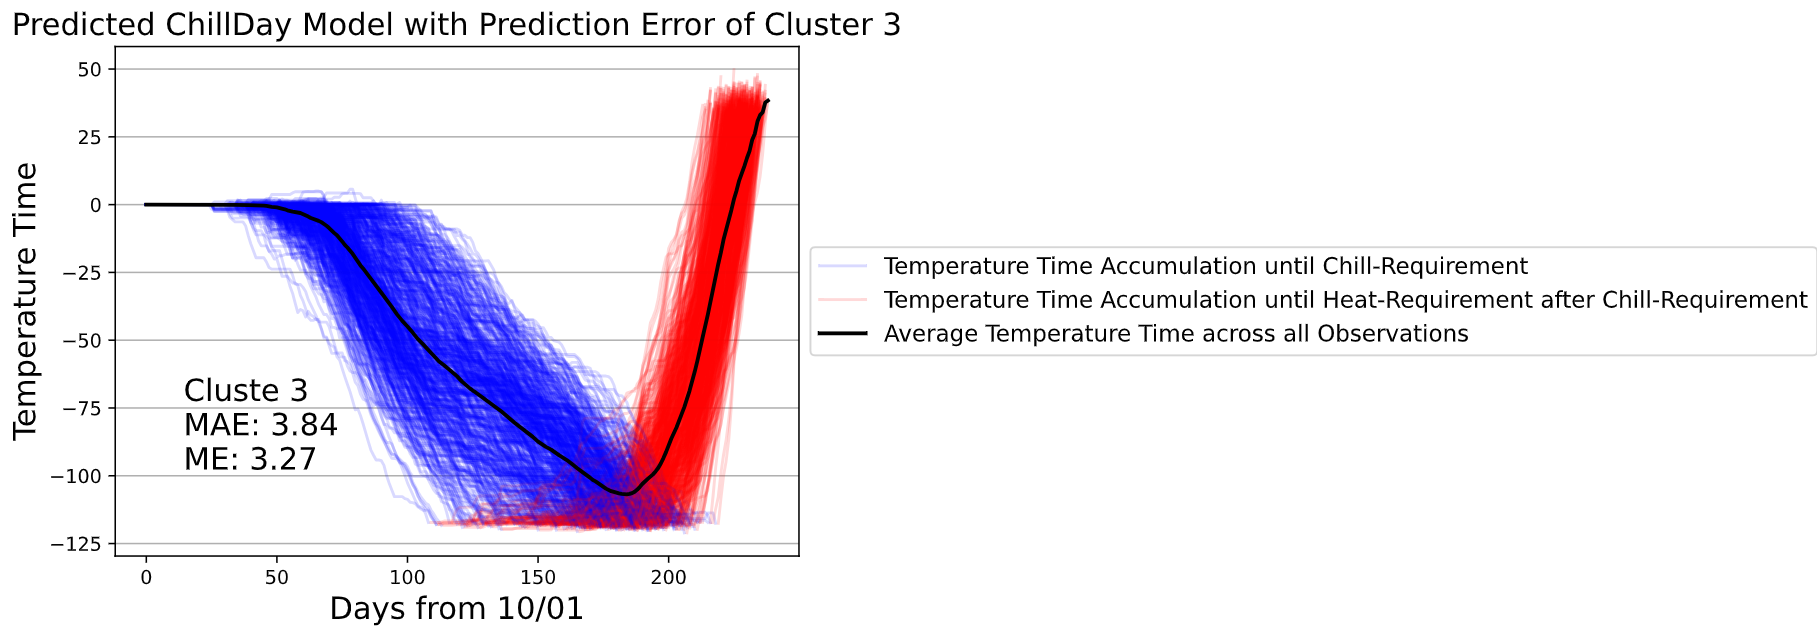 Predicted ChillDay Model with Prediction Error of Cluster 3
50
25
0
−25
−50
−75
−100
−125
Temperature Time
Cluste 3
MAE: 3.84
ME: 3.27
0 50 100 150 200
Days from 10/01
Temperature Time Accumulation until Chill-Requirement
Temperature Time Accumulation until Heat-Requirement after Chill-Requirement
Average Temperature Time across all Observations